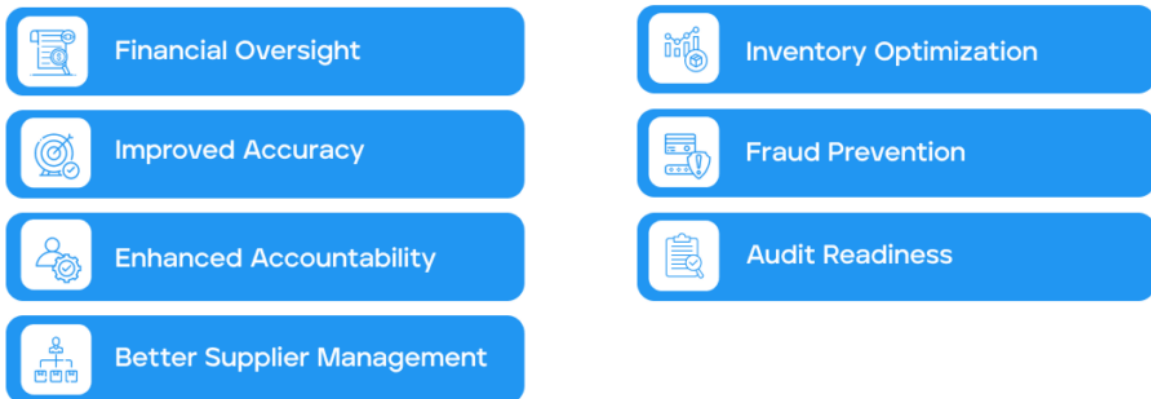 Financial Oversight
Improved Accuracy
Enhanced Accountability
Better Supplier Management
Inventory Optimization
Fraud Prevention
Audit Readiness